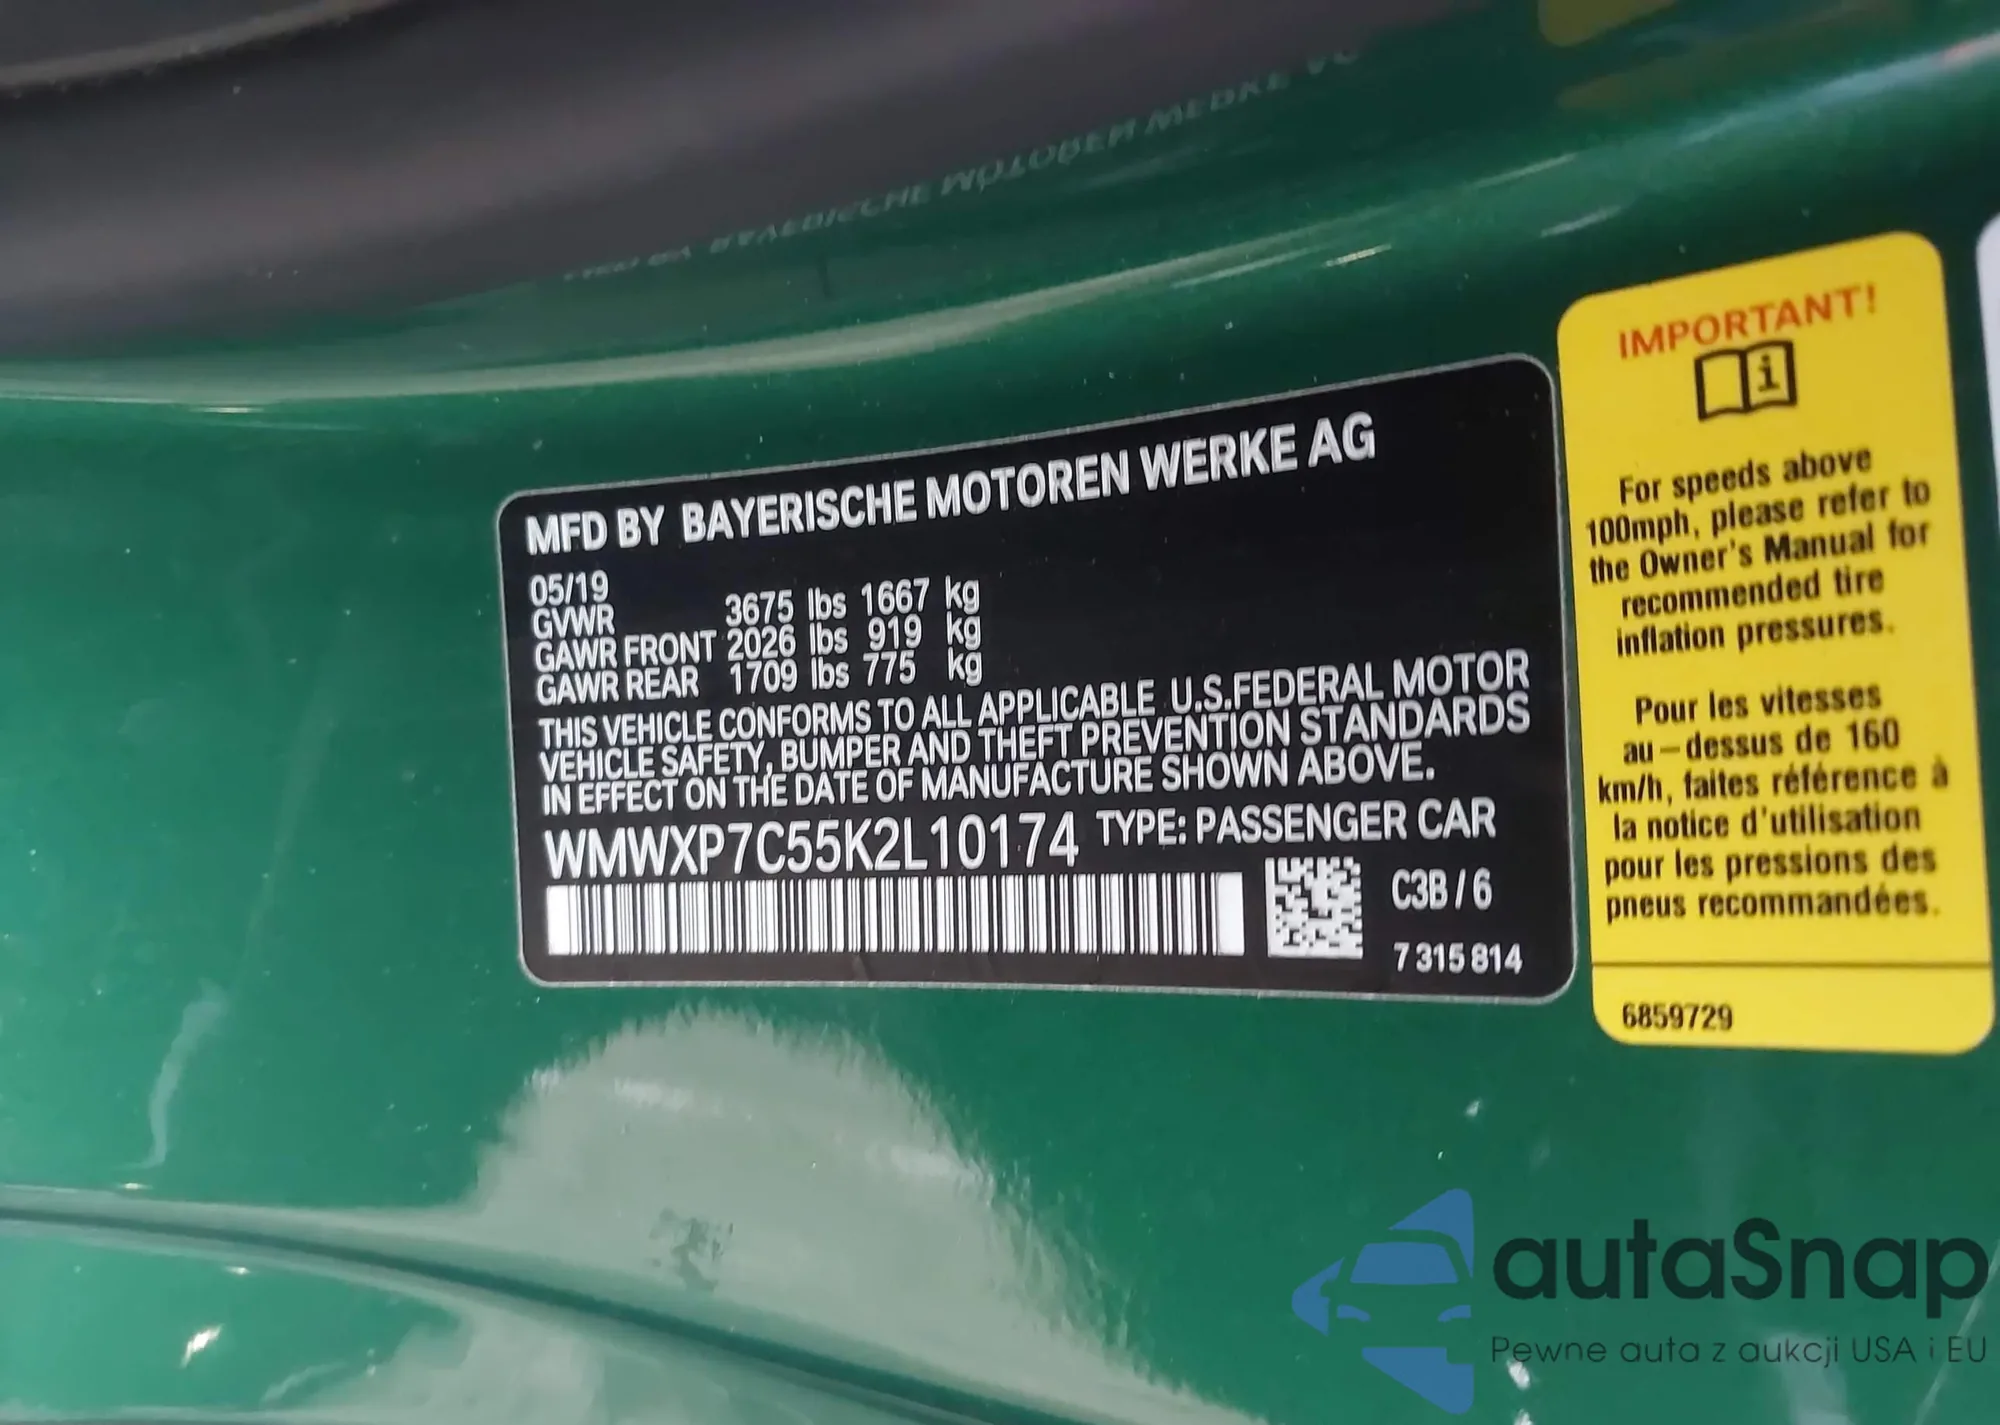 MFD BY BAYERISCHE MOTOREN WERKE AG
05/19
GVWR 3675 lbs 1667 kg
GAWR FRONT 2026 lbs 919 kg
GAWR REAR 1709 lbs 775 kg
THIS VEHICLE CONFORMS TO ALL APPLICABLE U.S.FEDERAL MOTOR
VEHICLE SAFETY, BUMPER AND THEFT PREVENTION STANDARDS
IN EFFECT ON THE DATE OF MANUFACTURE SHOWN ABOVE.
WMWXP7C55K2L10174 TYPE: PASSENGER CAR
C3B / 6
7 315 814
IMPORTANT!
i
For speeds above
100mph, please refer to
the Owner's Manual for
recommended tire
inflation pressures.
Pour les vitesses
au-dessus de 160
km/h, faites référence à
la notice d'utilisation
pour les pressions des
pneus recommandées.
6859729
autaSnap
Pewne auta z aukcji USA i EU